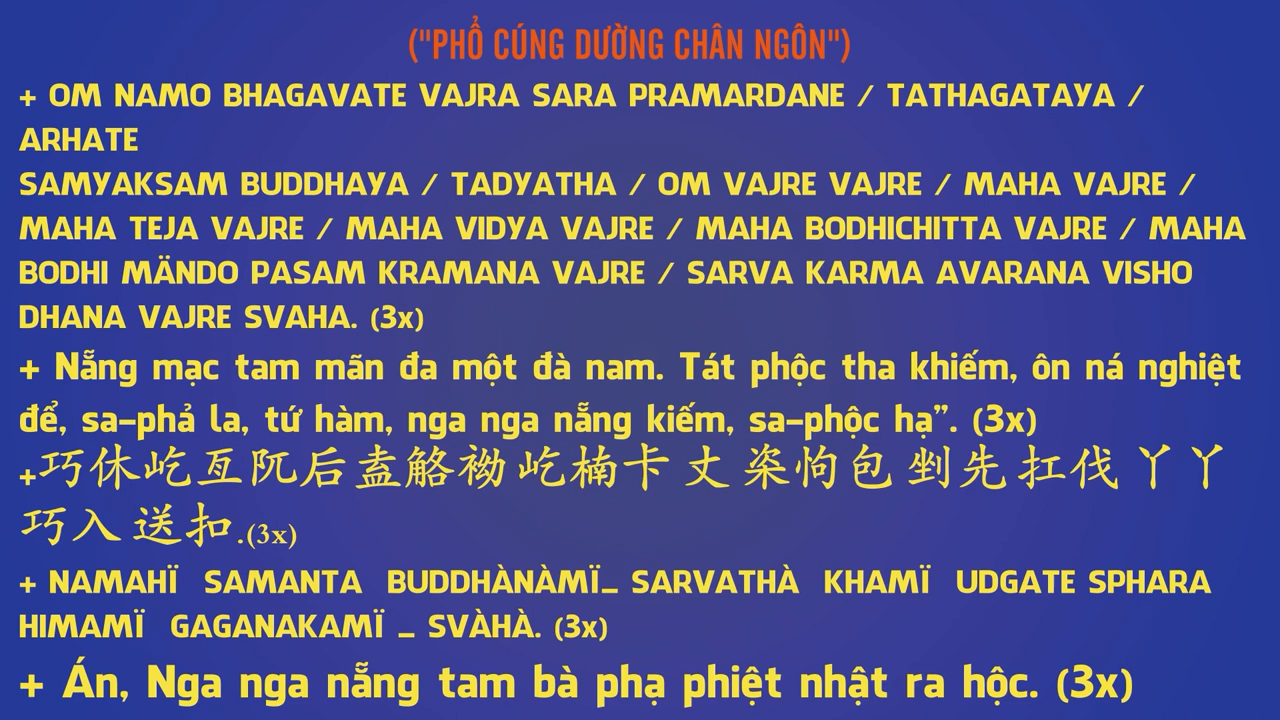 ("PHỔ CÚNG DƯỜNG CHÂN NGÔN")
+ OM NAMO BHAGAVATE VAJRA SARA PRAMARDANE / TATHAGATAYA /
ARHATE
SAMYAKSAM BUDDHAYA / TADYATHA / OM VAJRE VAJRE / MAHA VAJRE /
MAHA TEJA VAJRE / MAHA VIDYA VAJRE / MAHA BODHICHITTA VAJRE / MAHA
BODHI MÄNDO PASAM KRAMANA VAJRE / SARVA KARMA AVARANA VISHO
DHANA VAJRE SVAHA. (3x)
+ Nẵng mạc tam mãn đa một đà nam. Tát phộc tha khiếm, ôn ná nghiệt
để, sa-phả la, tứ hàm, nga nga nẵng kiếm, sa-phộc hạ”. (3x)
+巧休屹亙阢后盍觡袎屹楠卡丈楶怐包剉先扛伐丫丫
巧入送扣.(3x)
+ NAMAHÏ SAMANTA BUDDHÀNÀMÏ_ SARVATHÀ KHAMÏ UDGATE SPHARA
HIMAMÏ GAGANAKAMÏ _ SVÀHÀ. (3x)
+ Án, Nga nga nẵng tam bà phạ phiệt nhật ra hộc. (3x)